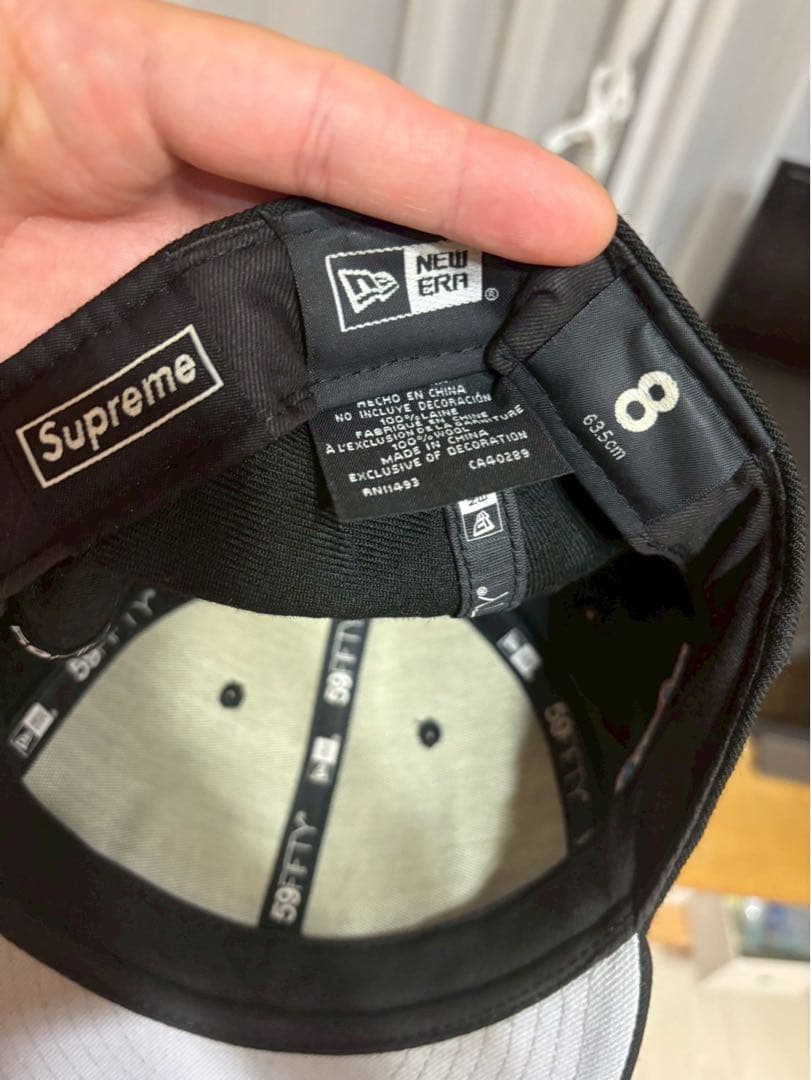 NEW
ERA
®
Supreme
8
63.5cm
HECHO EN CHINA
NO INCLUYE DECORACIÓN
100% LAINE
FABRIQUÉ EN CHINE
À L'EXCLUSION DE LA GARNITURE
100% WOOL
MADE IN CHINA
EXCLUSIVE OF DECORATION
RN11493 CA40289
FTY®
59FIFTY
59FIFTY
59FIFTY
59FIFTY®